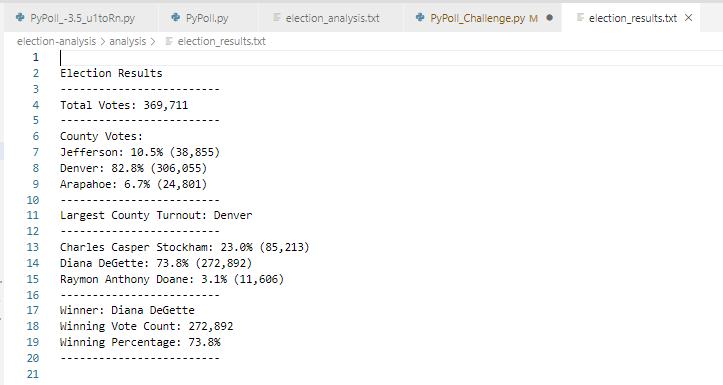 PyPoll_-3.5_u1toRn.py PyPoll.py election_analysis.txt PyPoll_Challenge.py M election_results.txt
election-analysis > analysis > election_results.txt
1
2 Election Results
3 -------------------------
4 Total Votes: 369,711
5 -------------------------
6 County Votes:
7 Jefferson: 10.5% (38,855)
8 Denver: 82.8% (306,055)
9 Arapahoe: 6.7% (24,801)
10 -------------------------
11 Largest County Turnout: Denver
12 -------------------------
13 Charles Casper Stockham: 23.0% (85,213)
14 Diana DeGette: 73.8% (272,892)
15 Raymon Anthony Doane: 3.1% (11,606)
16 -------------------------
17 Winner: Diana DeGette
18 Winning Vote Count: 272,892
19 Winning Percentage: 73.8%
20 -------------------------
21